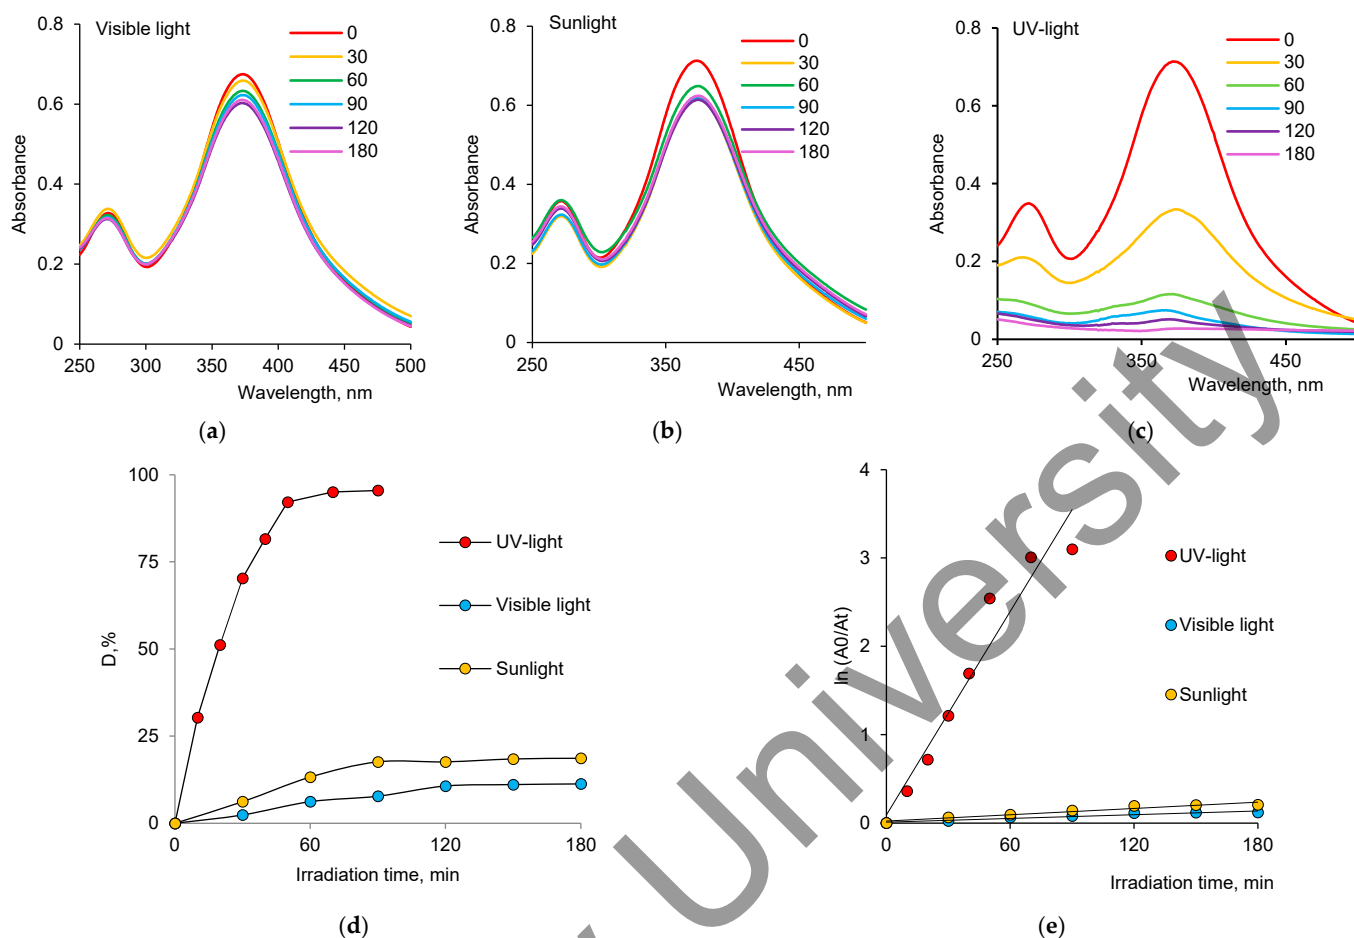 Visible light
0.8
0.6
0.4
0.2
0
250
300
350
400
450
500
Absorbance
Wavelength, nm
0
30
60
90
120
180
(a)
Sunlight
0.8
0.6
0.4
0.2
0
250
350
450
Absorbance
Wavelength, nm
0
30
60
90
120
180
(b)
UV-light
0.8
0.6
0.4
0.2
0
250
350
450
Absorbance
Wavelength, nm
0
30
60
90
120
180
(c)
100
75
50
25
0
0
60
120
180
D,%
Irradiation time, min
UV-light
Visible light
Sunlight
(d)
4
3
2
1
0
0
60
120
180
ln (A0/At)
Irradiation time, min
UV-light
Visible light
Sunlight
(e)
University